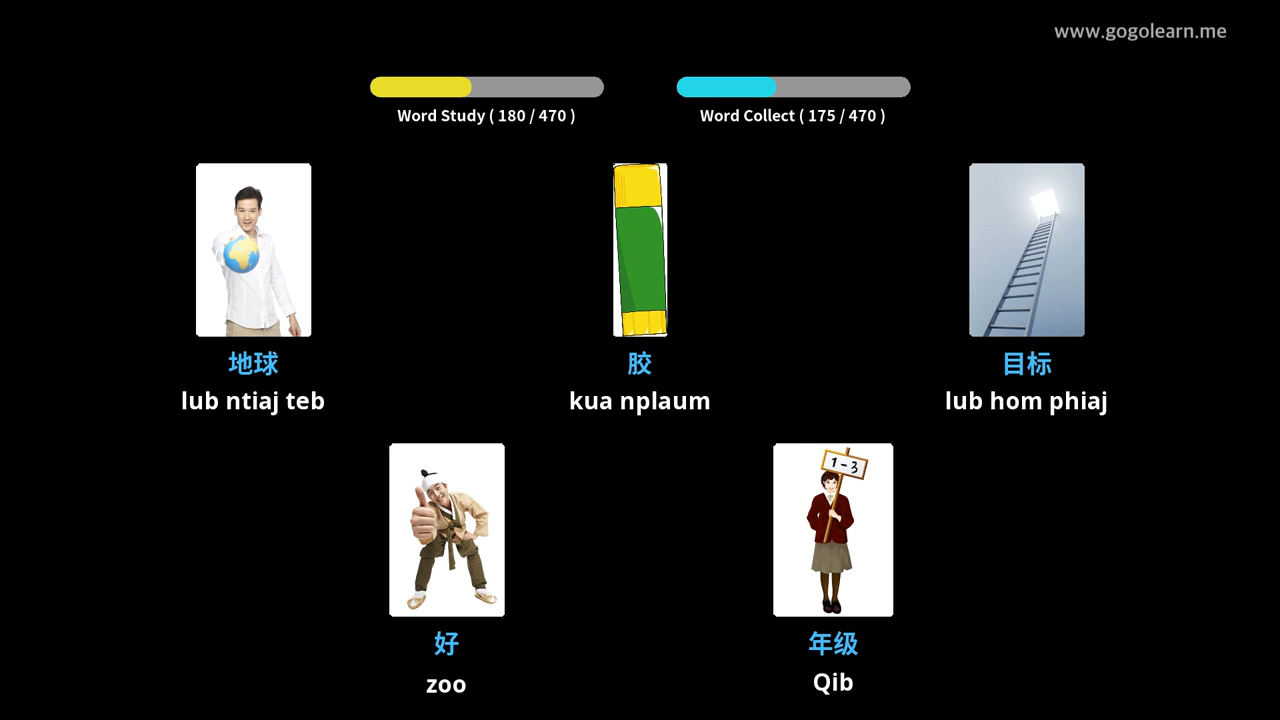 www.gogolearn.me
Word Study ( 180 / 470 )
Word Collect ( 175 / 470 )
地球
lub ntiaj teb
胶
kua nplaum
目标
lub hom phiaj
1-3
好
zoo
年级
Qib